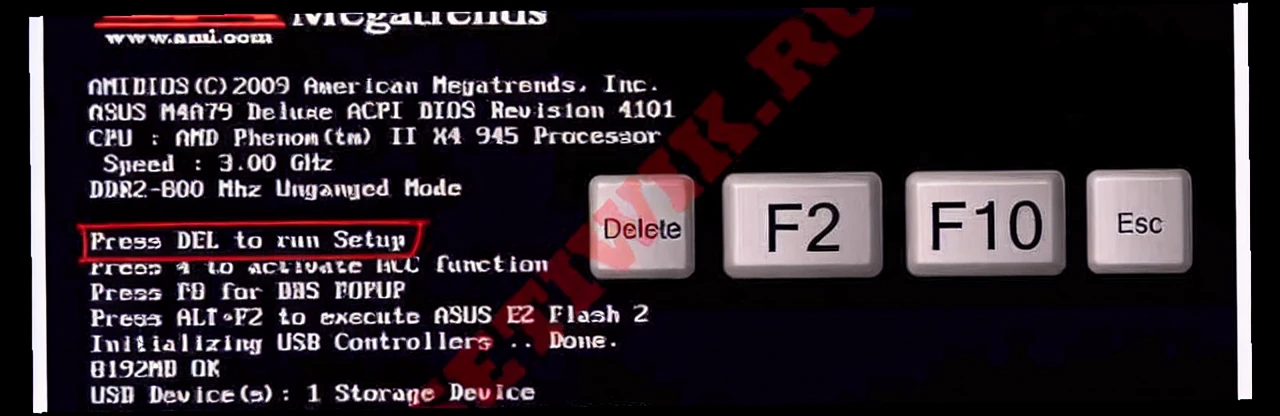 Megatrends
www.ami.com
AMIBIOS(C)2009 American Megatrends, Inc.
ASUS M4A79 Deluxe ACPI BIOS Revision 4101
CPU : AMD Phenom(tm) II X4 945 Processor
Speed : 3.00 GHz
DDR2-800 Mhz Unganged Mode
Press DEL to run Setup
Press 4 to activate ACC function
Press F8 for BBS POPUP
Press ALT+F2 to execute ASUS EZ Flash 2
Initializing USB Controllers .. Done.
8192MB OK
USB Device(s): 1 Storage Device
Delete
F2
F10
Esc